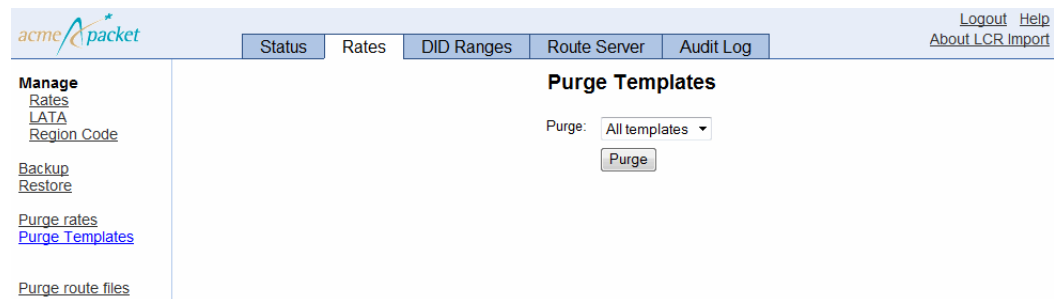 acme packet
Logout Help
About LCR Import
Status Rates DID Ranges Route Server Audit Log
Manage
Rates
LATA
Region Code
Backup
Restore
Purge rates
Purge Templates
Purge route files
Purge Templates
Purge: All templates
Purge